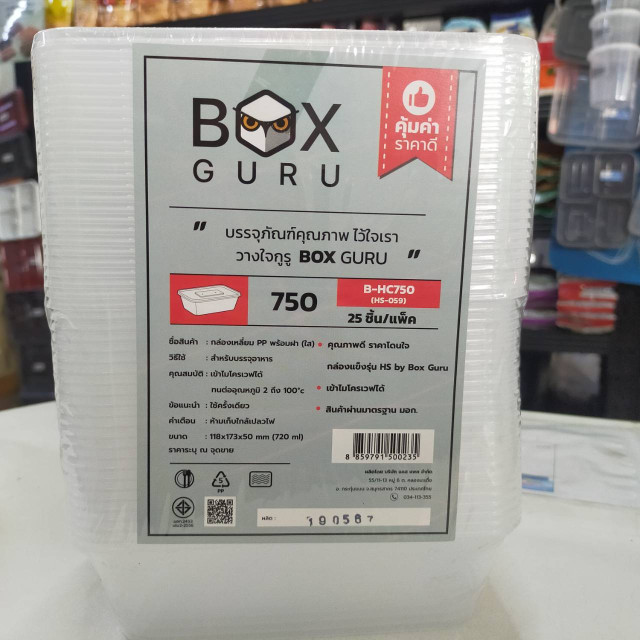 BOX
GURU
คุ้มค่า
ราคาดี
" บรรจุภัณฑ์คุณภาพ ไว้ใจเรา
วางใจกูรู BOX GURU "
750
B-HC750
(HS-059)
25 ชิ้น/แพ็ค
ชื่อสินค้า : กล่องเหลี่ยม PP พร้อมฝา (ใส)
วิธีใช้ : สำหรับบรรจุอาหาร
คุณสมบัติ : เข้าไมโครเวฟได้
ทนต่ออุณหภูมิ 2 ถึง 100°c
ข้อแนะนำ : ใช้ครั้งเดียว
คำเตือน : ห้ามเก็บใกล้เปลวไฟ
ขนาด : 118x173x50 mm (720 ml)
ราคาระบุ ณ จุดขาย
• คุณภาพดี ราคาโดนใจ
กล่องแข็งรุ่น HS by Box Guru
• เข้าไมโครเวฟได้
• สินค้าผ่านมาตรฐาน มอก.
8 859791 500235
5
PP
034-113-355
ผลิต : 190567